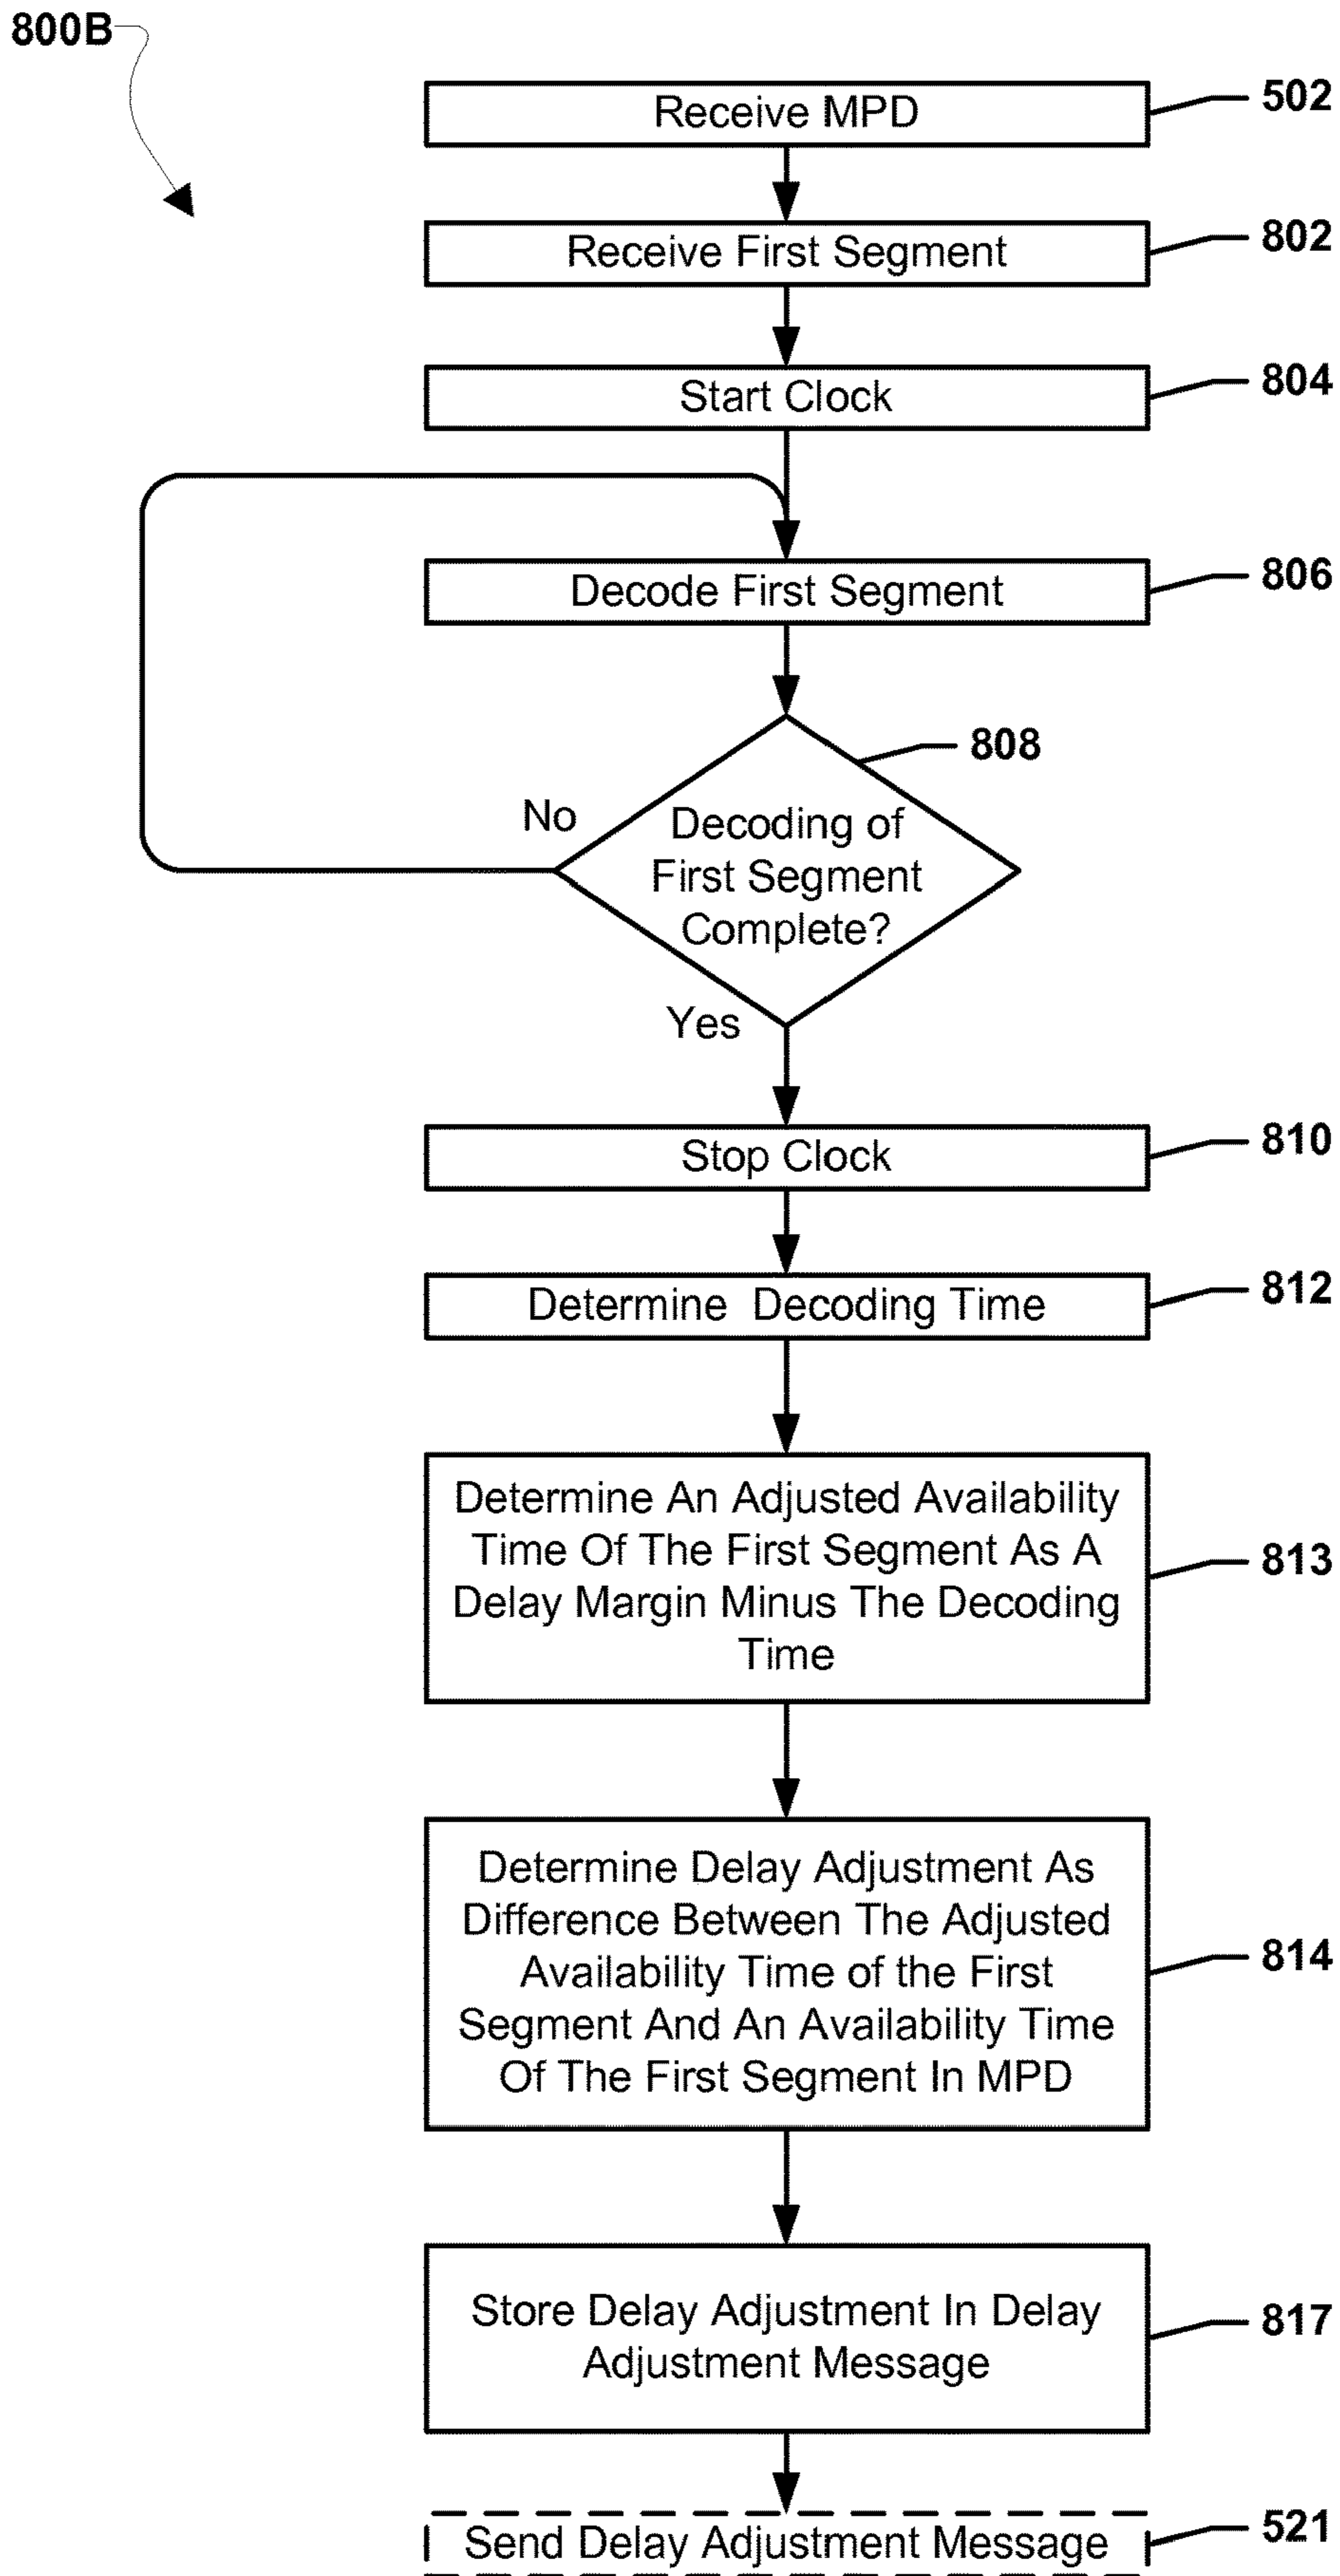 800B
Receive MPD
502
Receive First Segment
802
Start Clock
804
Decode First Segment
806
808
No
Decoding of
First Segment
Complete?
Yes
Stop Clock
810
Determine Decoding Time
812
Determine An Adjusted Availability
Time Of The First Segment As A
Delay Margin Minus The Decoding
Time
813
Determine Delay Adjustment As
Difference Between The Adjusted
Availability Time of the First
Segment And An Availability Time
Of The First Segment In MPD
814
Store Delay Adjustment In Delay
Adjustment Message
817
Send Delay Adjustment Message
521